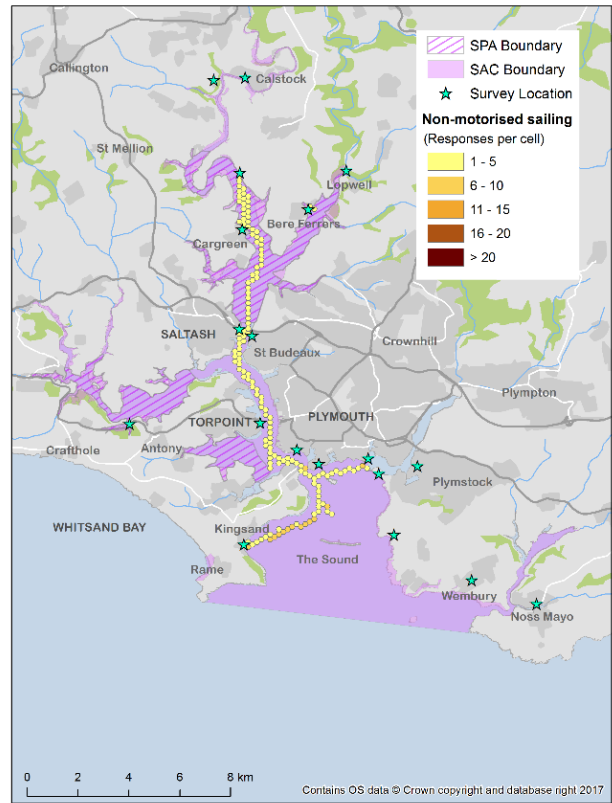 SPA Boundary
SAC Boundary
Survey Location
Non-motorised sailing
(Responses per cell)
1 - 5
6 - 10
11 - 15
16 - 20
> 20
Callington
Calstock
St Mellion
Lopwell
Bere Ferrers
Cargreen
SALTASH
St Budeaux
Crownhill
Plympton
TORPOINT
PLYMOUTH
Crafthole
Antony
Plymstock
WHITSAND BAY
Kingsand
The Sound
Rame
Wembury
Noss Mayo
0 2 4 8 km
Contains OS data © Crown copyright and database right 2017